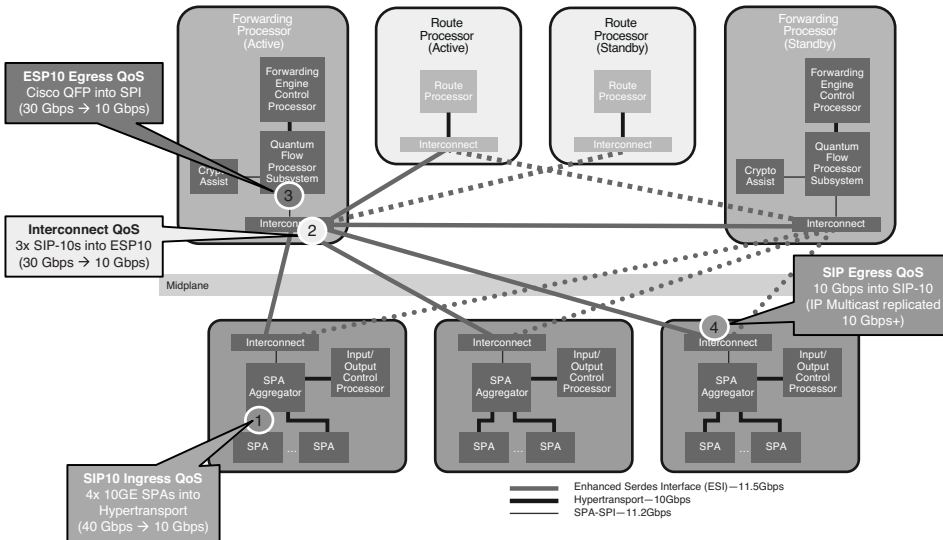 Forwarding
Processor
(Active)
Forwarding
Engine
Control
Processor
Quantum
Flow
Processor
Subsystem
Crypto
Assist
3
Interconnect
2
Route
Processor
(Active)
Route
Processor
Interconnect
Route
Processor
(Standby)
Route
Processor
Interconnect
Forwarding
Processor
(Standby)
Forwarding
Engine
Control
Processor
Quantum
Flow
Processor
Subsystem
Crypto
Assist
Interconnect
ESP10 Egress QoS
Cisco QFP into SPI
(30 Gbps → 10 Gbps)
Interconnect QoS
3x SIP-10s into ESP10
(30 Gbps → 10 Gbps)
Midplane
SIP Egress QoS
10 Gbps into SIP-10
(IP Multicast replicated
10 Gbps+)
Interconnect
SPA
Aggregator
Input/
Output
Control
Processor
1
SPA ... SPA
Interconnect
SPA
Aggregator
Input/
Output
Control
Processor
SPA ... SPA
4
Interconnect
SPA
Aggregator
Input/
Output
Control
Processor
SPA ... SPA
SIP10 Ingress QoS
4x 10GE SPAs into
Hypertransport
(40 Gbps → 10 Gbps)
Enhanced Serdes Interface (ESI)—11.5Gbps
Hypertransport—10Gbps
SPA-SPI—11.2Gbps